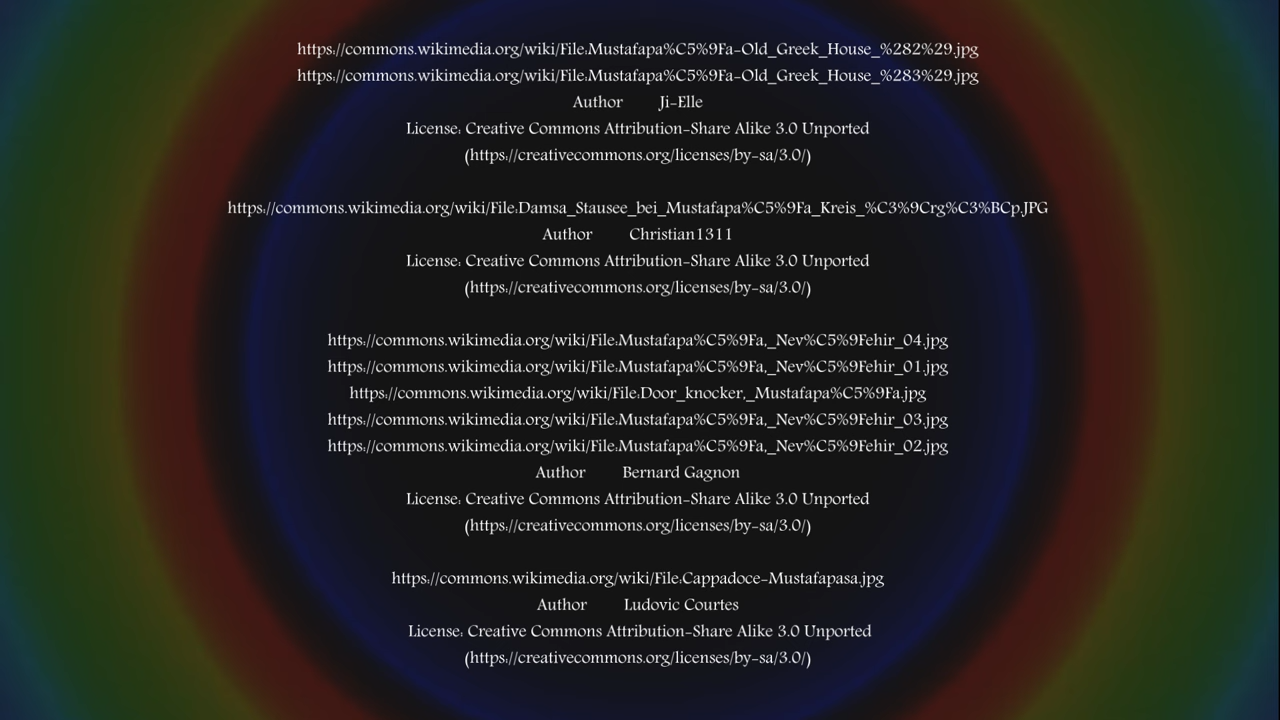 https://commons.wikimedia.org/wiki/File:Mustafapa%C5%9Fa-Old_Greek_House_%282%29.jpg
https://commons.wikimedia.org/wiki/File:Mustafapa%C5%9Fa-Old_Greek_House_%283%29.jpg
Author Ji-Elle
License: Creative Commons Attribution-Share Alike 3.0 Unported
(https://creativecommons.org/licenses/by-sa/3.0/)
https://commons.wikimedia.org/wiki/File:Damsa_Stausee_bei_Mustafapa%C5%9Fa_Kreis_%C3%9Crg%C3%BCp.JPG
Author Christian1311
License: Creative Commons Attribution-Share Alike 3.0 Unported
(https://creativecommons.org/licenses/by-sa/3.0/)
https://commons.wikimedia.org/wiki/File:Mustafapa%C5%9Fa,_Nev%C5%9Fehir_04.jpg
https://commons.wikimedia.org/wiki/File:Mustafapa%C5%9Fa,_Nev%C5%9Fehir_01.jpg
https://commons.wikimedia.org/wiki/File:Door_knocker,_Mustafapa%C5%9Fa.jpg
https://commons.wikimedia.org/wiki/File:Mustafapa%C5%9Fa,_Nev%C5%9Fehir_03.jpg
https://commons.wikimedia.org/wiki/File:Mustafapa%C5%9Fa,_Nev%C5%9Fehir_02.jpg
Author Bernard Gagnon
License: Creative Commons Attribution-Share Alike 3.0 Unported
(https://creativecommons.org/licenses/by-sa/3.0/)
https://commons.wikimedia.org/wiki/File:Cappadoce-Mustafapasa.jpg
Author Ludovic Courtes
License: Creative Commons Attribution-Share Alike 3.0 Unported
(https://creativecommons.org/licenses/by-sa/3.0/)